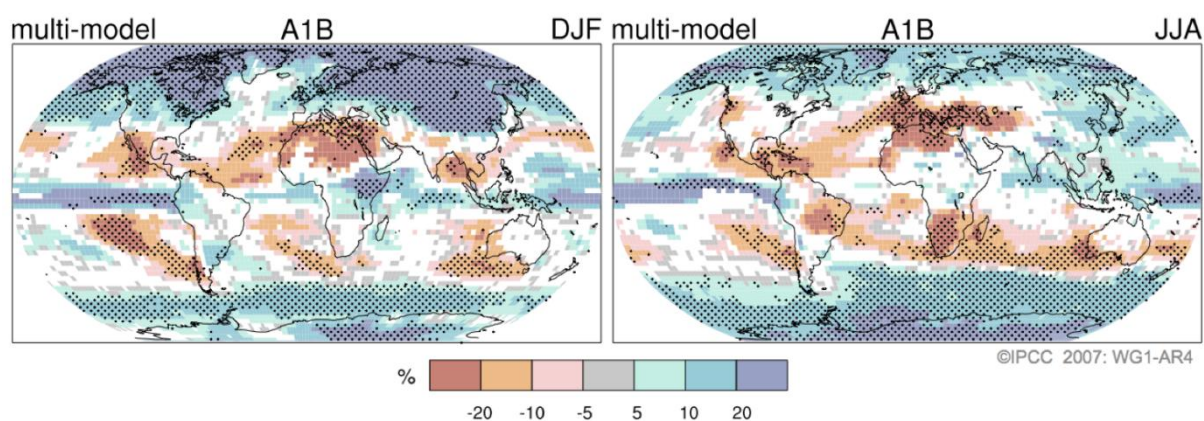 multi-model A1B DJF
multi-model A1B JJA
©IPCC 2007: WG1-AR4
%
-20 -10 -5 5 10 20